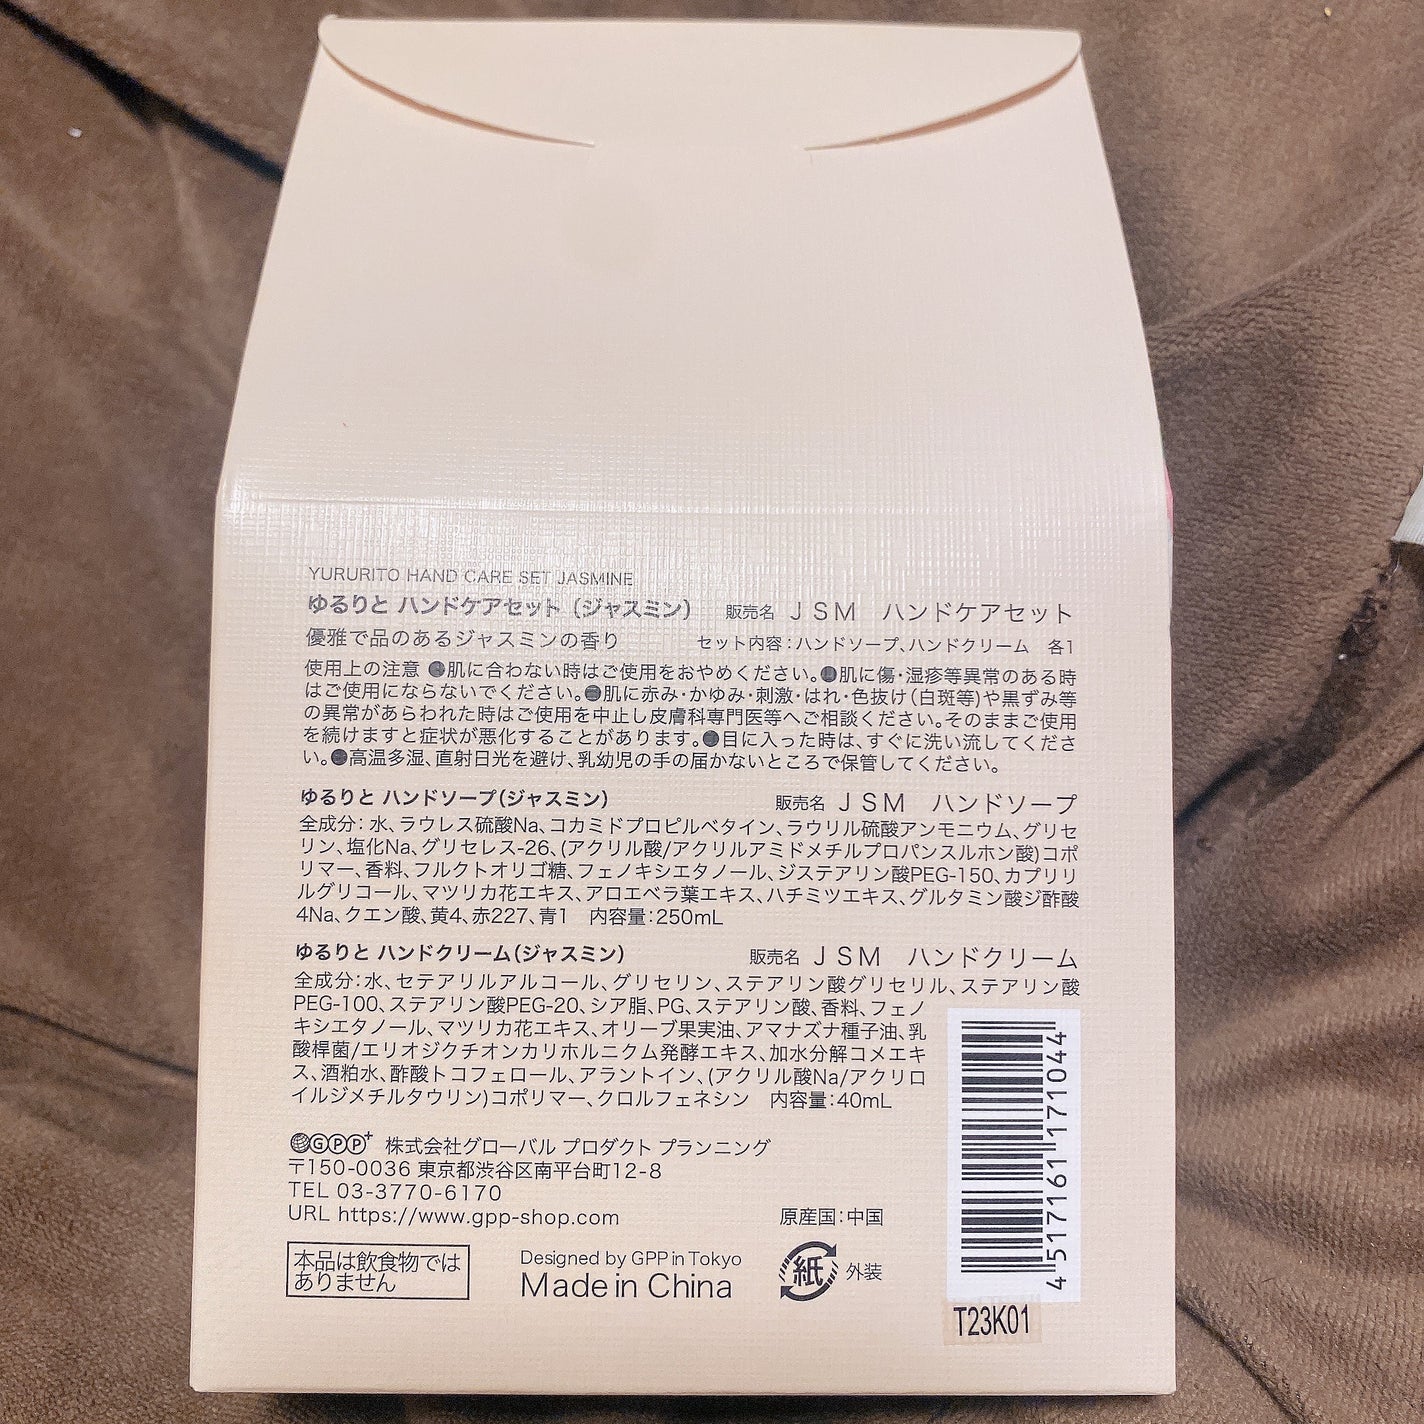 YURURITO HAND CARE SET JASMINE
ゆるりと ハンドケアセット（ジャスミン） 販売名 ＪＳＭ　ハンドケアセット
優雅で品のあるジャスミンの香り セット内容：ハンドソープ、ハンドクリーム　各1
使用上の注意 ●肌に合わない時はご使用をおやめください。●肌に傷・湿疹等異常のある時
はご使用にならないでください。●肌に赤み・かゆみ・刺激・はれ・色抜け（白斑等）や黒ずみ等
の異常があらわれた時はご使用を中止し皮膚科専門医等へご相談ください。そのままご使用
を続けますと症状が悪化することがあります。●目に入った時は、すぐに洗い流してくださ
い。●高温多湿、直射日光を避け、乳幼児の手の届かないところで保管してください。
ゆるりと ハンドソープ（ジャスミン） 販売名 ＪＳＭ　ハンドソープ
全成分：水、ラウレス硫酸Na、コカミドプロピルベタイン、ラウリル硫酸アンモニウム、グリセ
リン、塩化Na、グリセレス-26、(アクリル酸/アクリルアミドメチルプロパンスルホン酸)コポ
リマー、香料、フルクトオリゴ糖、フェノキシエタノール、ジステアリン酸PEG-150、カプリリ
ルグリコール、マツリカ花エキス、アロエベラ葉エキス、ハチミツエキス、グルタミン酸ジ酢酸
4Na、クエン酸、黄4、赤227、青1　内容量：250mL
ゆるりと ハンドクリーム（ジャスミン） 販売名 ＪＳＭ　ハンドクリーム
全成分：水、セテアリルアルコール、グリセリン、ステアリン酸グリセリル、ステアリン酸
PEG-100、ステアリン酸PEG-20、シア脂、PG、ステアリン酸、香料、フェノ
キシエタノール、マツリカ花エキス、オリーブ果実油、アマナズナ種子油、乳
酸桿菌/エリオジクチオンカリホルニクム発酵エキス、加水分解コメエキ
ス、酒粕水、酢酸トコフェロール、アラントイン、(アクリル酸Na/アクリロ
イルジメチルタウリン)コポリマー、クロルフェネシン　内容量：40mL
GPP+ 株式会社グローバル プロダクト プランニング
〒150-0036 東京都渋谷区南平台町12-8
TEL 03-3770-6170
URL https://www.gpp-shop.com 原産国：中国
本品は飲食物では
ありません
Designed by GPP in Tokyo
Made in China
紙 外装
4 517161 171044
T23K01